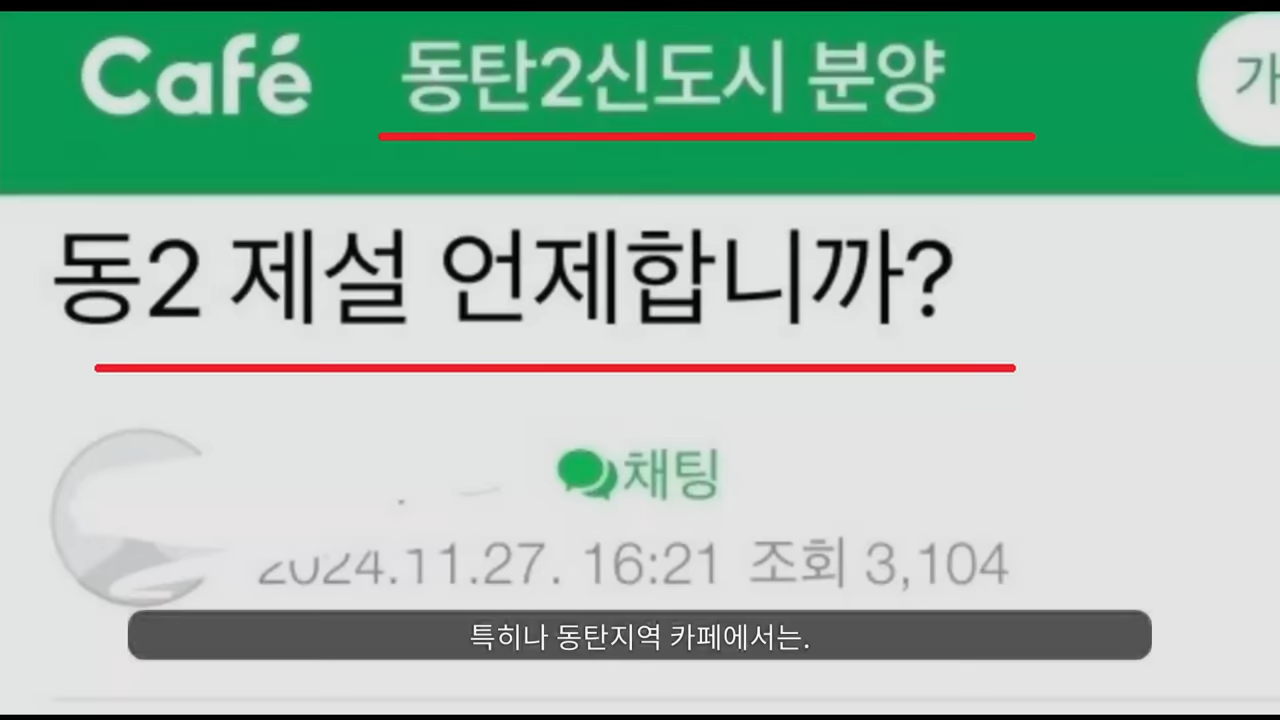 Café 동탄2신도시 분양 가
동2 제설 언제합니까?
채팅
2024.11.27. 16:21 조회 3,104
특히나 동탄지역 카페에서는.